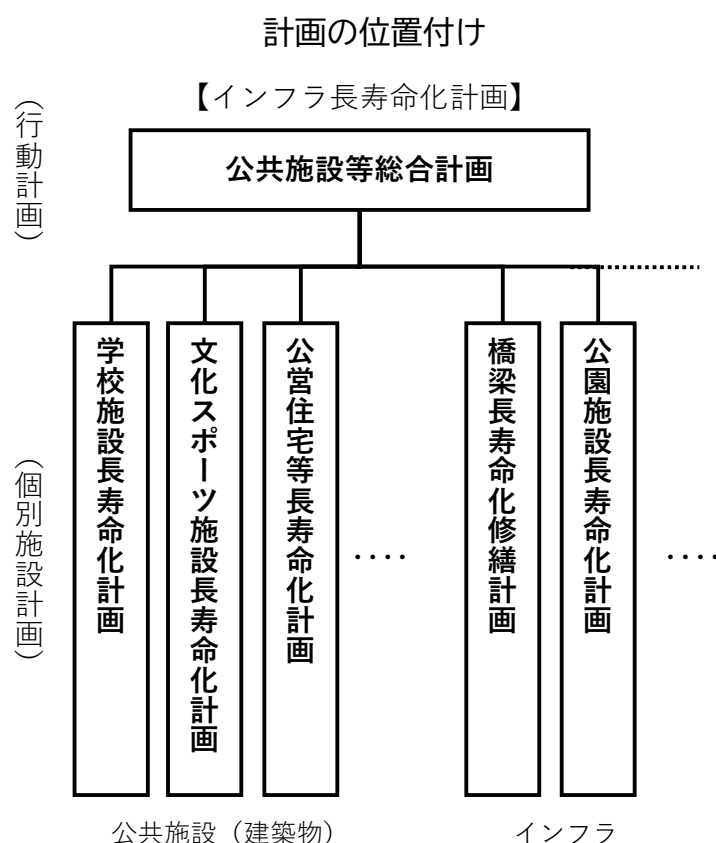 計画の位置付け
【インフラ長寿命化計画】
（行動計画）
公共施設等総合計画
（個別施設計画）
学校施設長寿命化計画
文化スポーツ施設長寿命化計画
公営住宅等長寿命化計画
････
橋梁長寿命化修繕計画
公園施設長寿命化計画
････
公共施設（建築物）
インフラ